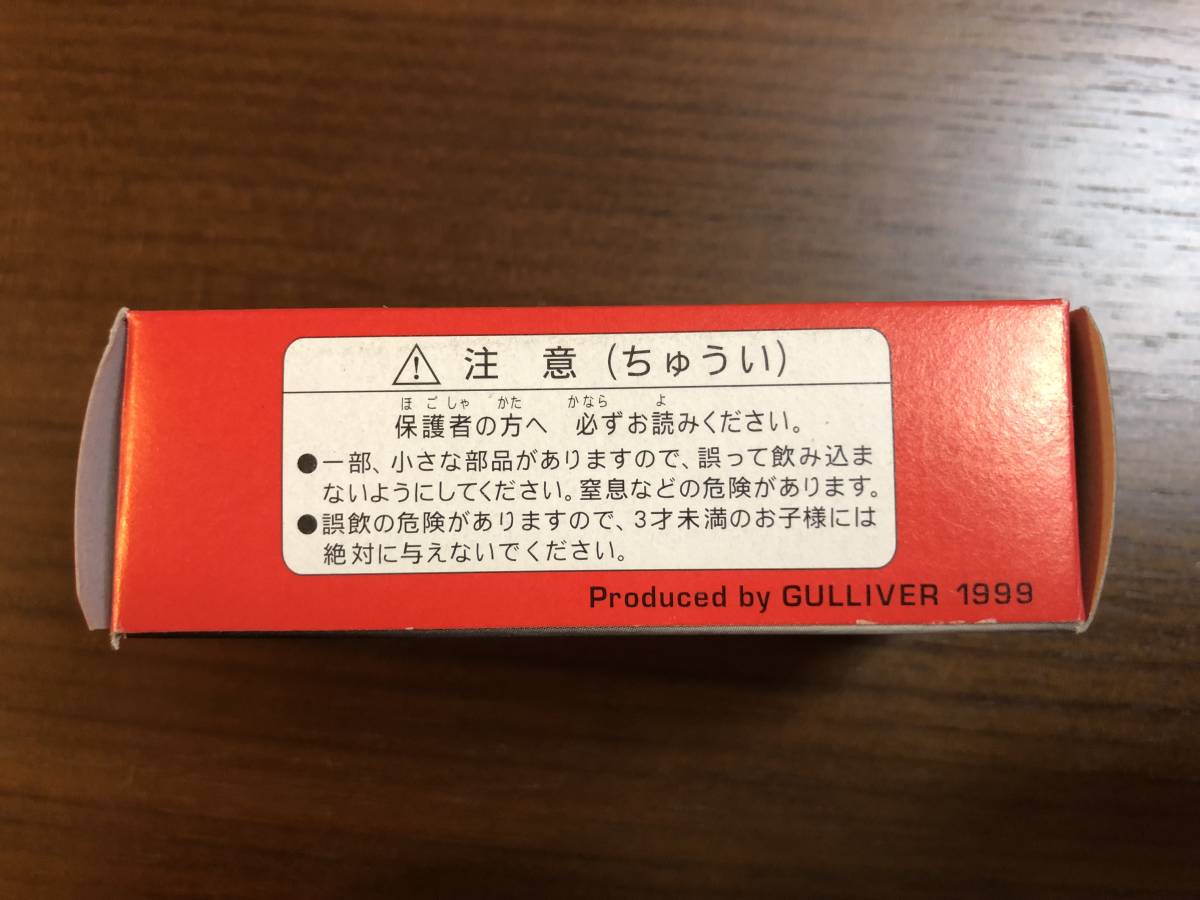 ⚠ 注 意 (ちゅうい)
ほごしゃ かた かなら よ
保護者の方へ 必ずお読みください。
●一部、小さな部品がありますので、誤って飲み込ま
ないようにしてください。窒息などの危険があります。
●誤飲の危険がありますので、3才未満のお子様には
絶対に与えないでください。
Produced by GULLIVER 1999